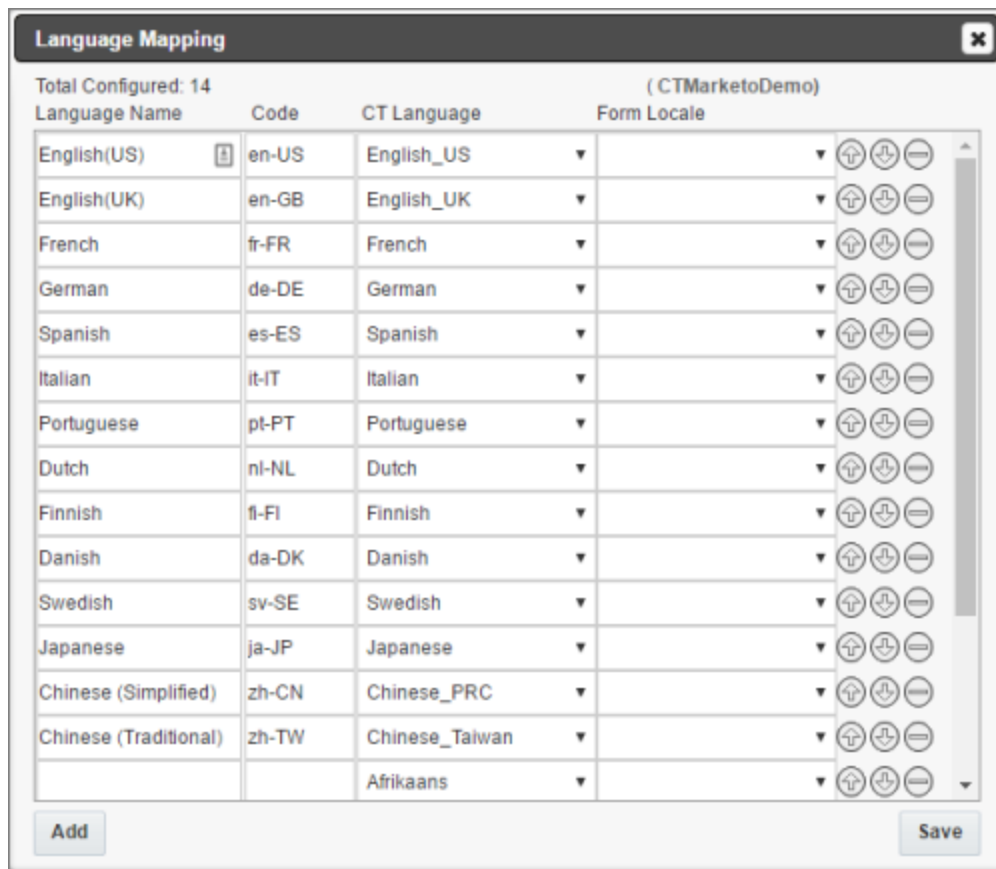 Language Mapping
Total Configured: 14 ( CTMarketoDemo)
Language Name Code CT Language Form Locale
English(US) en-US English_US
English(UK) en-GB English_UK
French fr-FR French
German de-DE German
Spanish es-ES Spanish
Italian it-IT Italian
Portuguese pt-PT Portuguese
Dutch nl-NL Dutch
Finnish fi-FI Finnish
Danish da-DK Danish
Swedish sv-SE Swedish
Japanese ja-JP Japanese
Chinese (Simplified) zh-CN Chinese_PRC
Chinese (Traditional) zh-TW Chinese_Taiwan
Afrikaans
Add Save